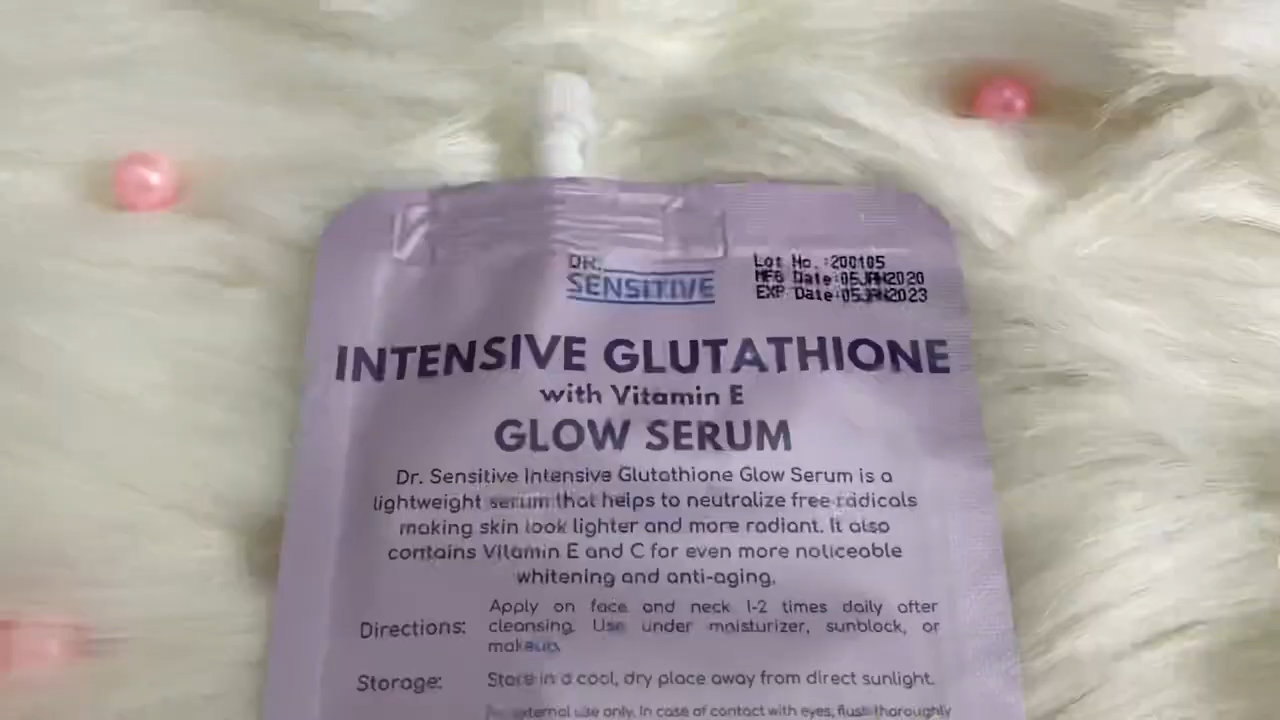 DR.
SENSITIVE
Lot No.:200105
MFG Date:05JAN2020
EXP Date:05JAN2023
INTENSIVE GLUTATHIONE
with Vitamin E
GLOW SERUM
Dr. Sensitive Intensive Glutathione Glow Serum is a
lightweight serum that helps to neutralize free radicals
making skin look lighter and more radiant. It also
contains Vitamin E and C for even more noticeable
whitening and anti-aging.
Directions: Apply on face and neck 1-2 times daily after
cleansing. Use under moisturizer, sunblock, or
makeup.
Storage: Store in a cool, dry place away from direct sunlight.
For external use only. In case of contact with eyes, flush thoroughly